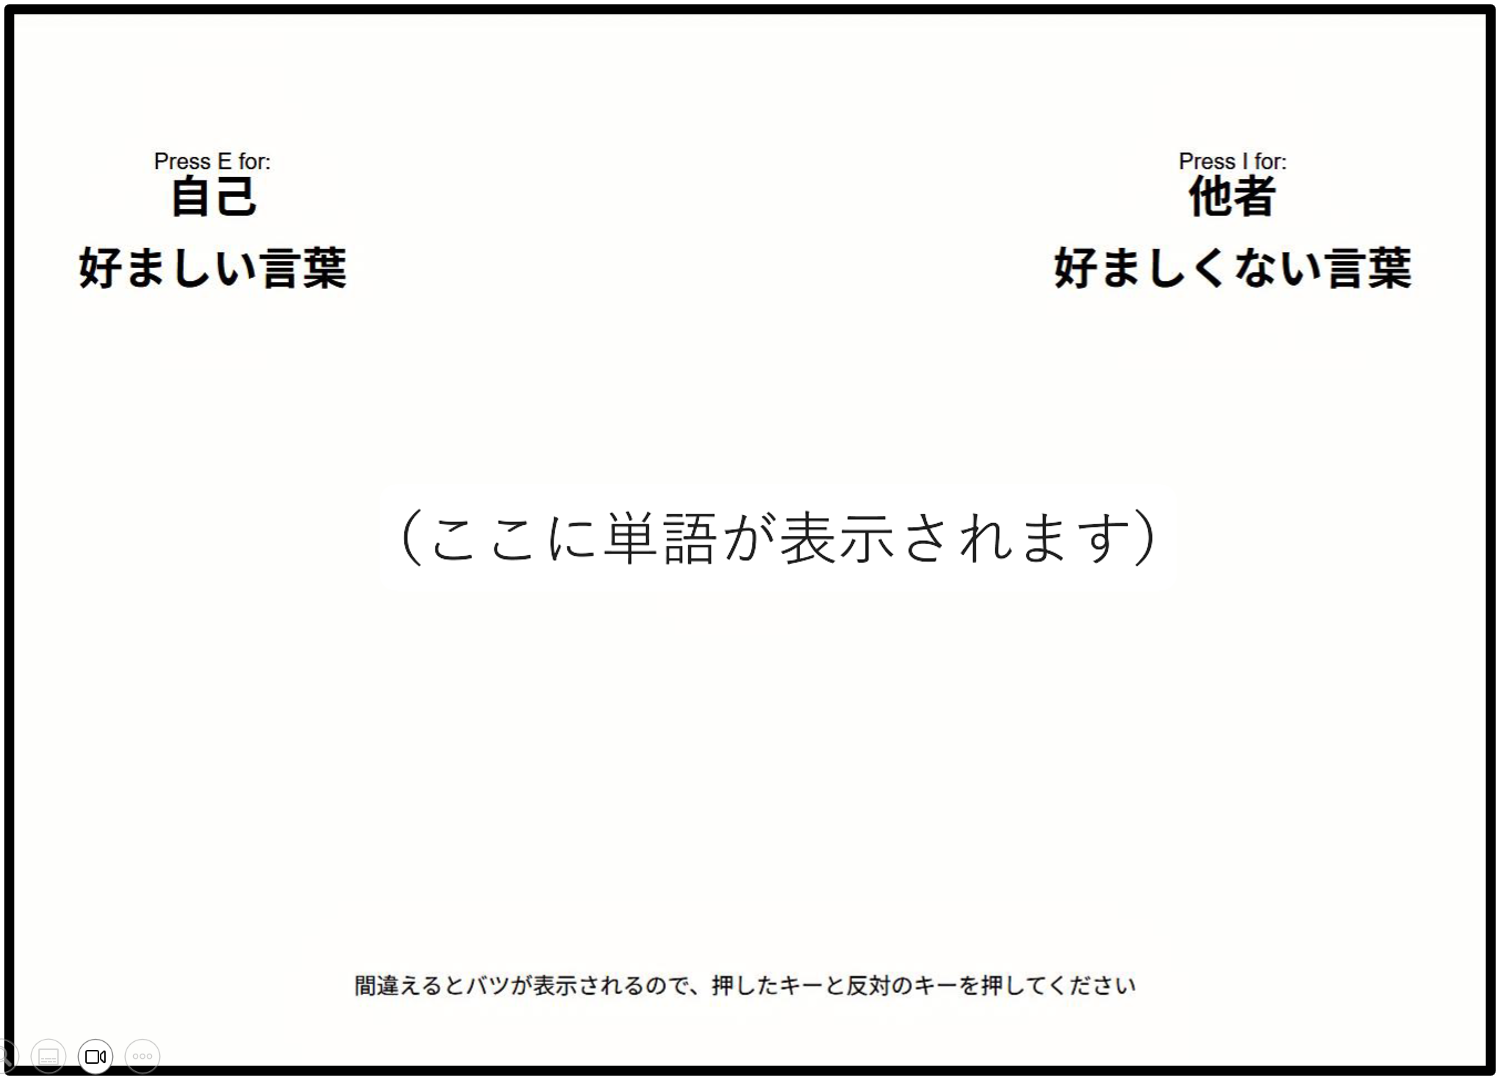 Press E for:
自己
好ましい言葉
Press I for:
他者
好ましくない言葉
（ここに単語が表示されます）
間違えるとバツが表示されるので、押したキーと反対のキーを押してください